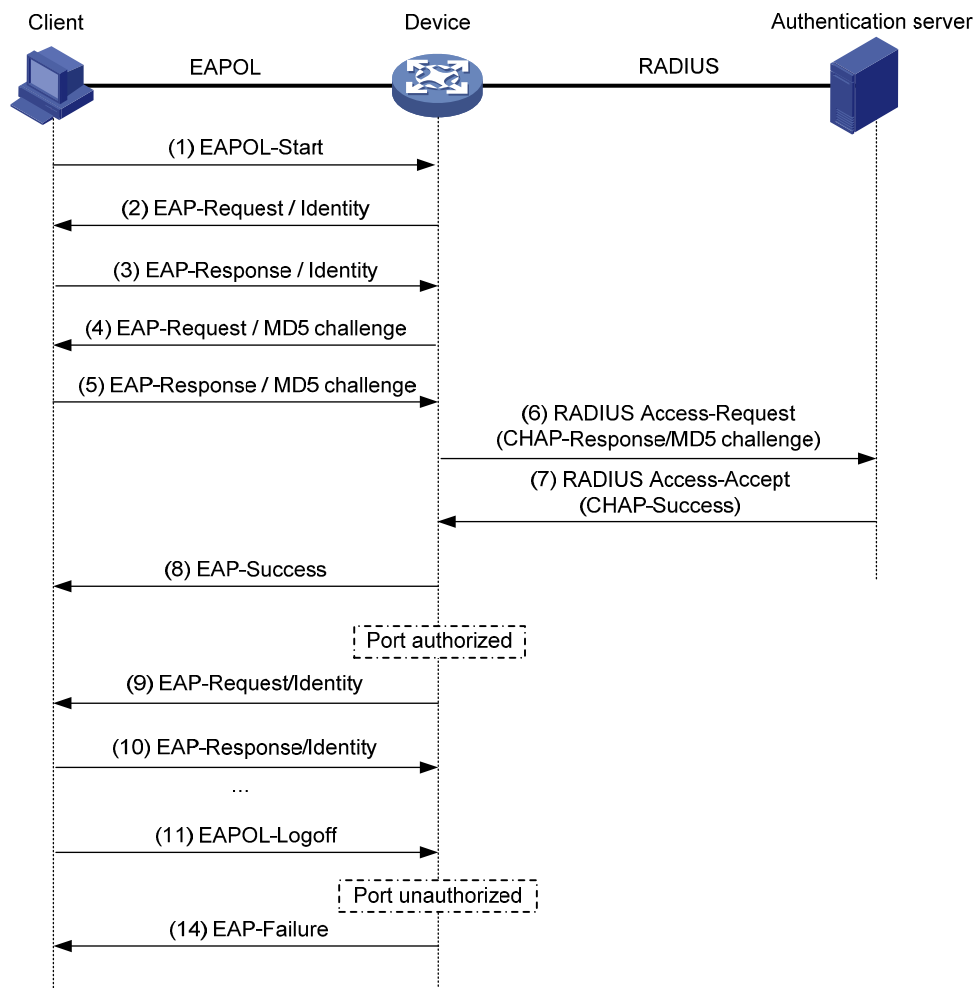 Client
Device
Authentication server
EAPOL
RADIUS
(1) EAPOL-Start
(2) EAP-Request / Identity
(3) EAP-Response / Identity
(4) EAP-Request / MD5 challenge
(5) EAP-Response / MD5 challenge
(6) RADIUS Access-Request
(CHAP-Response/MD5 challenge)
(7) RADIUS Access-Accept
(CHAP-Success)
(8) EAP-Success
Port authorized
(9) EAP-Request/Identity
(10) EAP-Response/Identity
...
(11) EAPOL-Logoff
Port unauthorized
(14) EAP-Failure